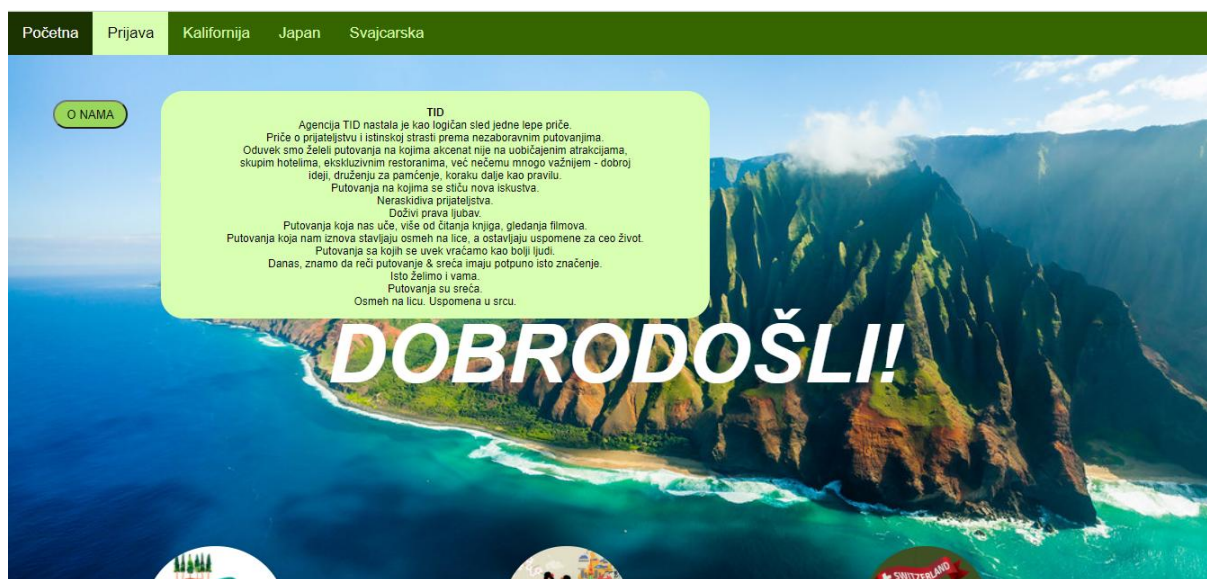 Početna Prijava Kalifornija Japan Svajcarska
O NAMA
TID
Agencija TID nastala je kao logičan sled jedne lepe priče.
Priče o prijateljstvu i istinskoj strasti prema nezaboravnim putovanjima.
Oduvek smo želeli putovanja na kojima akcenat nije na uobičajenim atrakcijama,
skupim hotelima, ekskluzivnim restoranima, već nečemu mnogo važnijem - dobroj
ideji, druženju za pamćenje, koraku dalje kao pravilu.
Putovanja na kojima se stiču nova iskustva.
Neraskidiva prijateljstva.
Doživi prava ljubav.
Putovanja koja nas uče, više od čitanja knjiga, gledanja filmova.
Putovanja koja nam iznova stavljaju osmeh na lice, a ostavljaju uspomene za ceo život.
Putovanja sa kojih se uvek vraćamo kao bolji ljudi.
Danas, znamo da reči putovanje & sreća imaju potpuno isto značenje.
Isto želimo i vama.
Putovanja su sreća.
Osmeh na licu. Uspomena u srcu.
DOBRODOŠLI!
SWITZERLAND